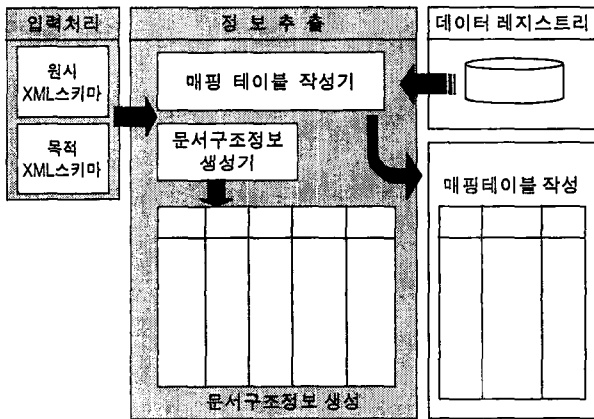 입력처리
원시
XML스키마
목적
XML스키마
정 보 추 출
매핑 테이블 작성기
문서구조정보
생성기
문서구조정보 생성
데이터 레지스트리
매핑테이블 작성